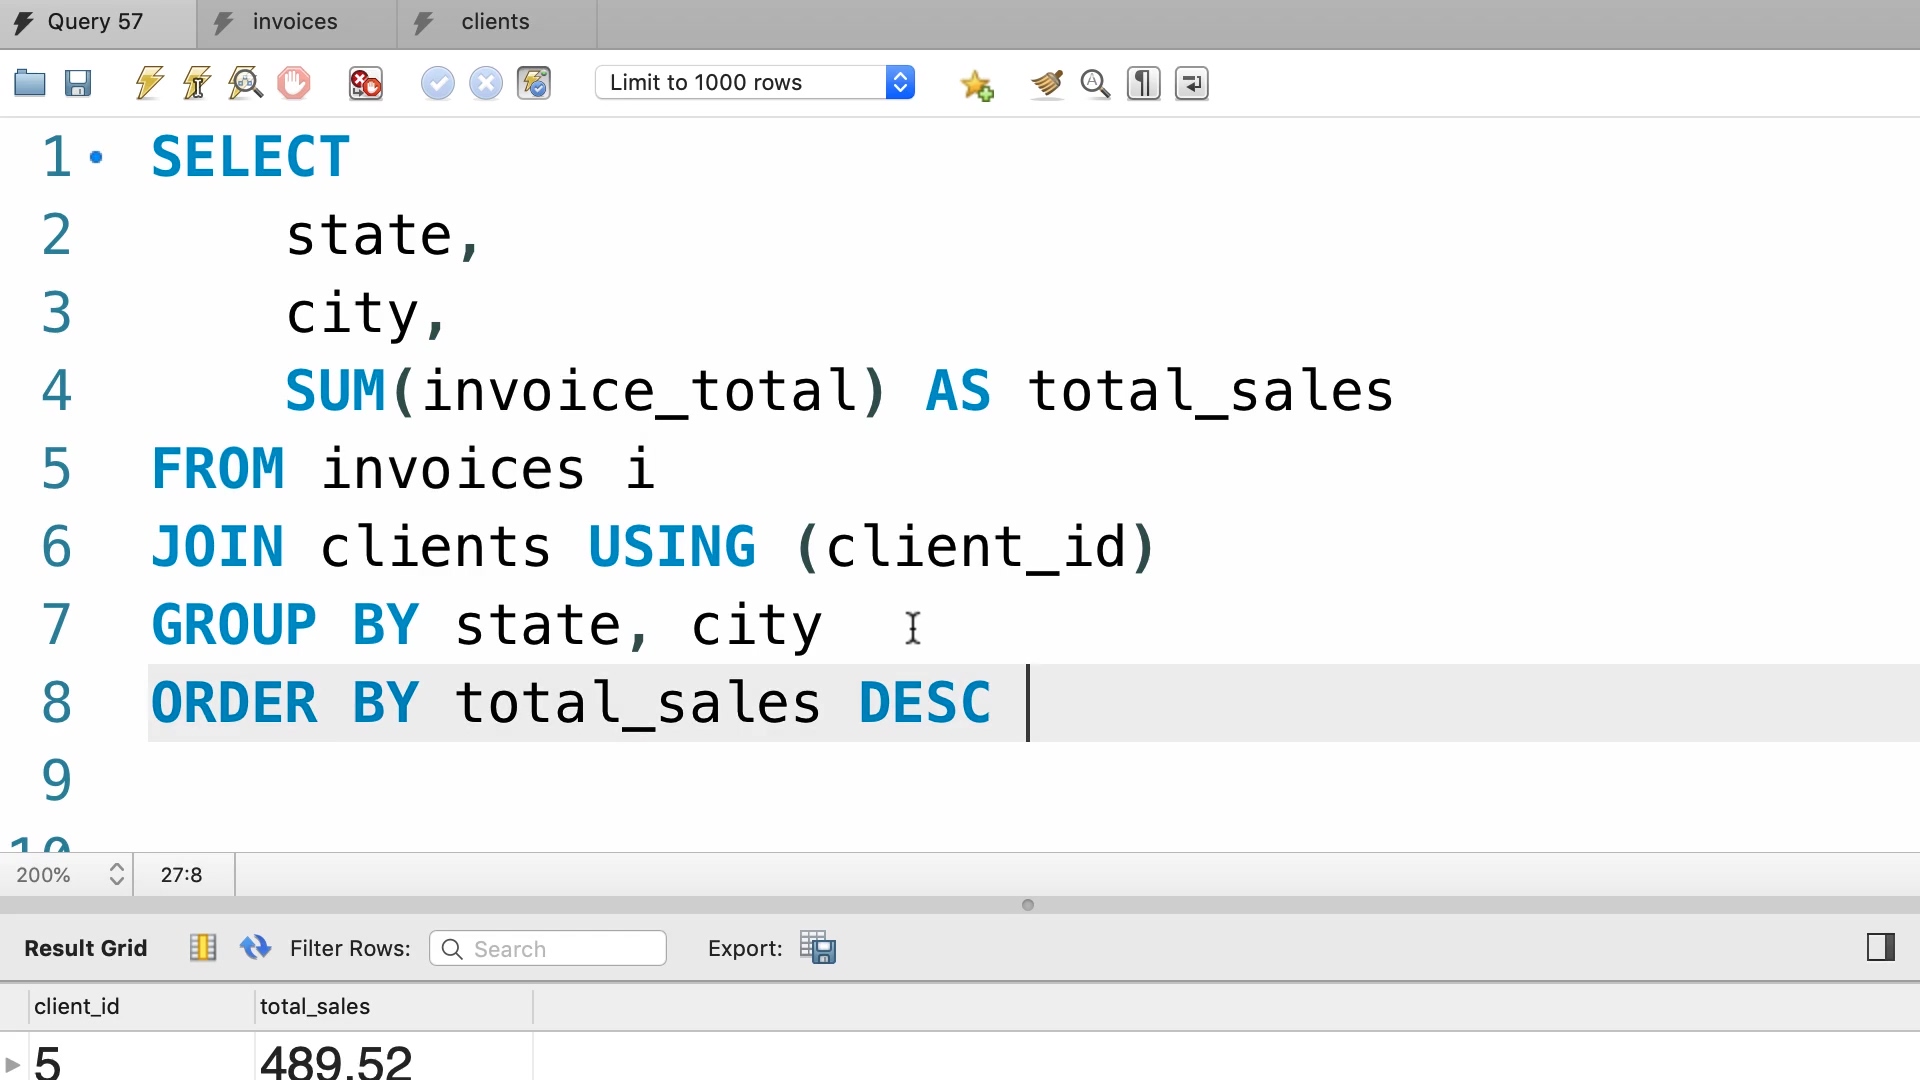 Query 57 invoices clients
Limit to 1000 rows
1 SELECT
2 state,
3 city,
4 SUM(invoice_total) AS total_sales
5 FROM invoices i
6 JOIN clients USING (client_id)
7 GROUP BY state, city
8 ORDER BY total_sales DESC
9
10
200% 27:8
Result Grid Filter Rows: Search Export:
client_id total_sales
5 489.52